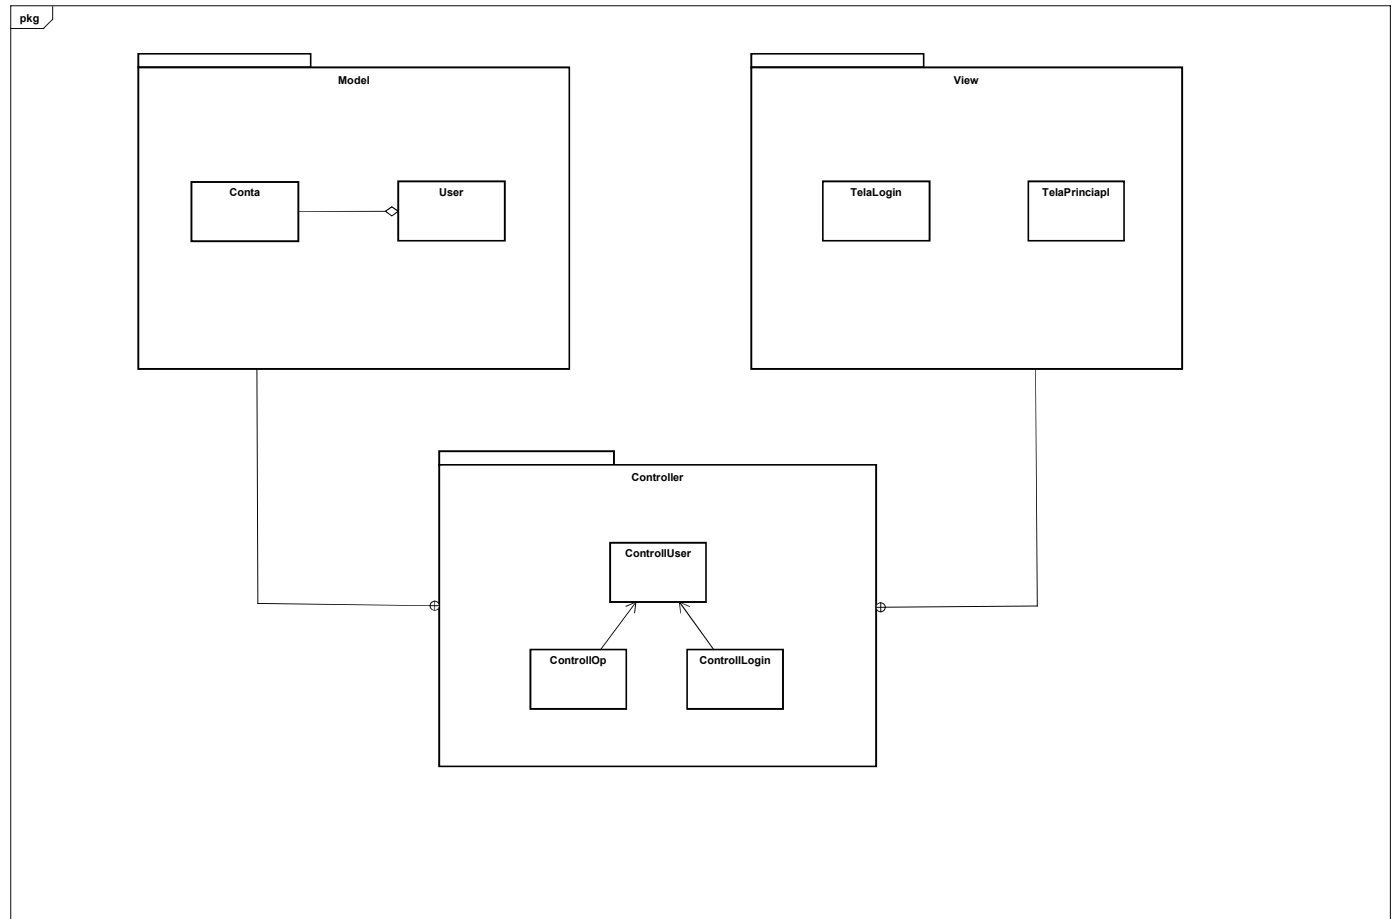 pkg
Model
View
Conta
User
TelaLogin
TelaPrinciapl
Controller
ControllUser
ControllOp
ControllLogin